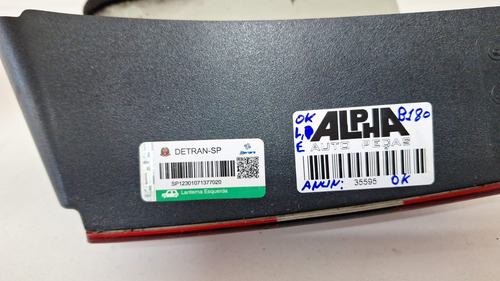 DETRAN-SP
SP12301071377020
Lanterna Esquerda
OK
L,D
E
ALPHA
B180
AUTO PEÇAS
ANUN: 35595 OK